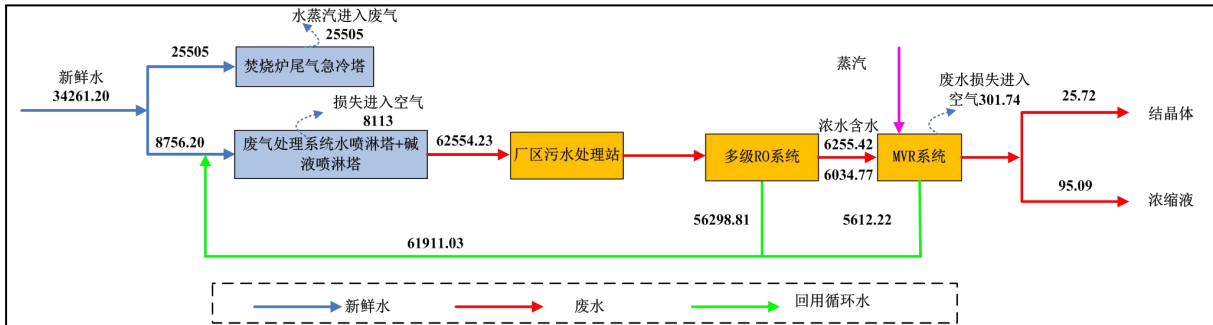 水蒸汽进入废气
25505
25505
焚烧炉尾气急冷塔
新鲜水
34261.20
损失进入空气
8113
8756.20
废气处理系统水喷淋塔+碱
液喷淋塔
62554.23
厂区污水处理站
多级RO系统
浓水含水
6255.42
6034.77
蒸汽
MVR系统
废水损失进入
空气301.74
25.72
结晶体
95.09
浓缩液
56298.81
5612.22
61911.03
新鲜水
废水
回用循环水